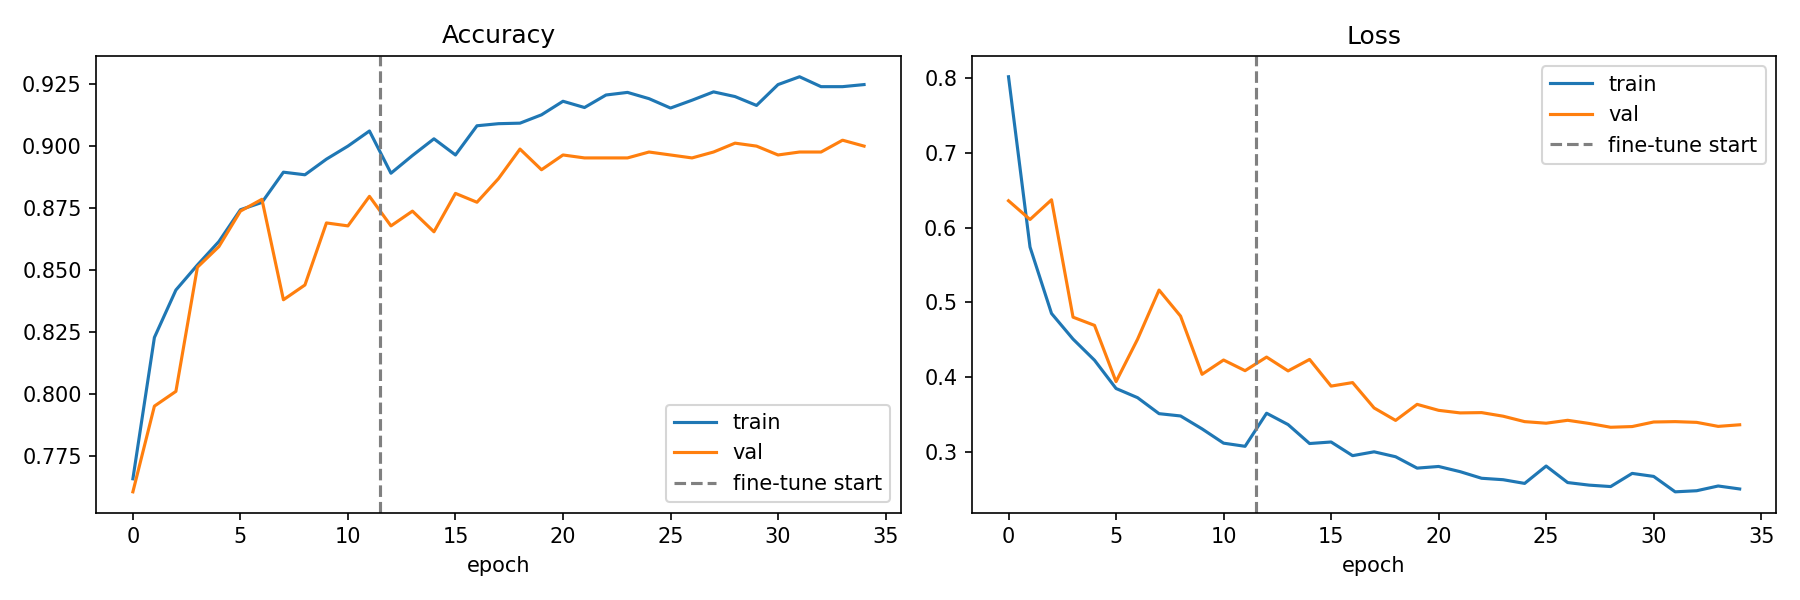 Accuracy
0.925
0.900
0.875
0.850
0.825
0.800
0.775
train
val
fine-tune start
0 5 10 15 20 25 30 35
epoch
Loss
0.8
0.7
0.6
0.5
0.4
0.3
train
val
fine-tune start
0 5 10 15 20 25 30 35
epoch